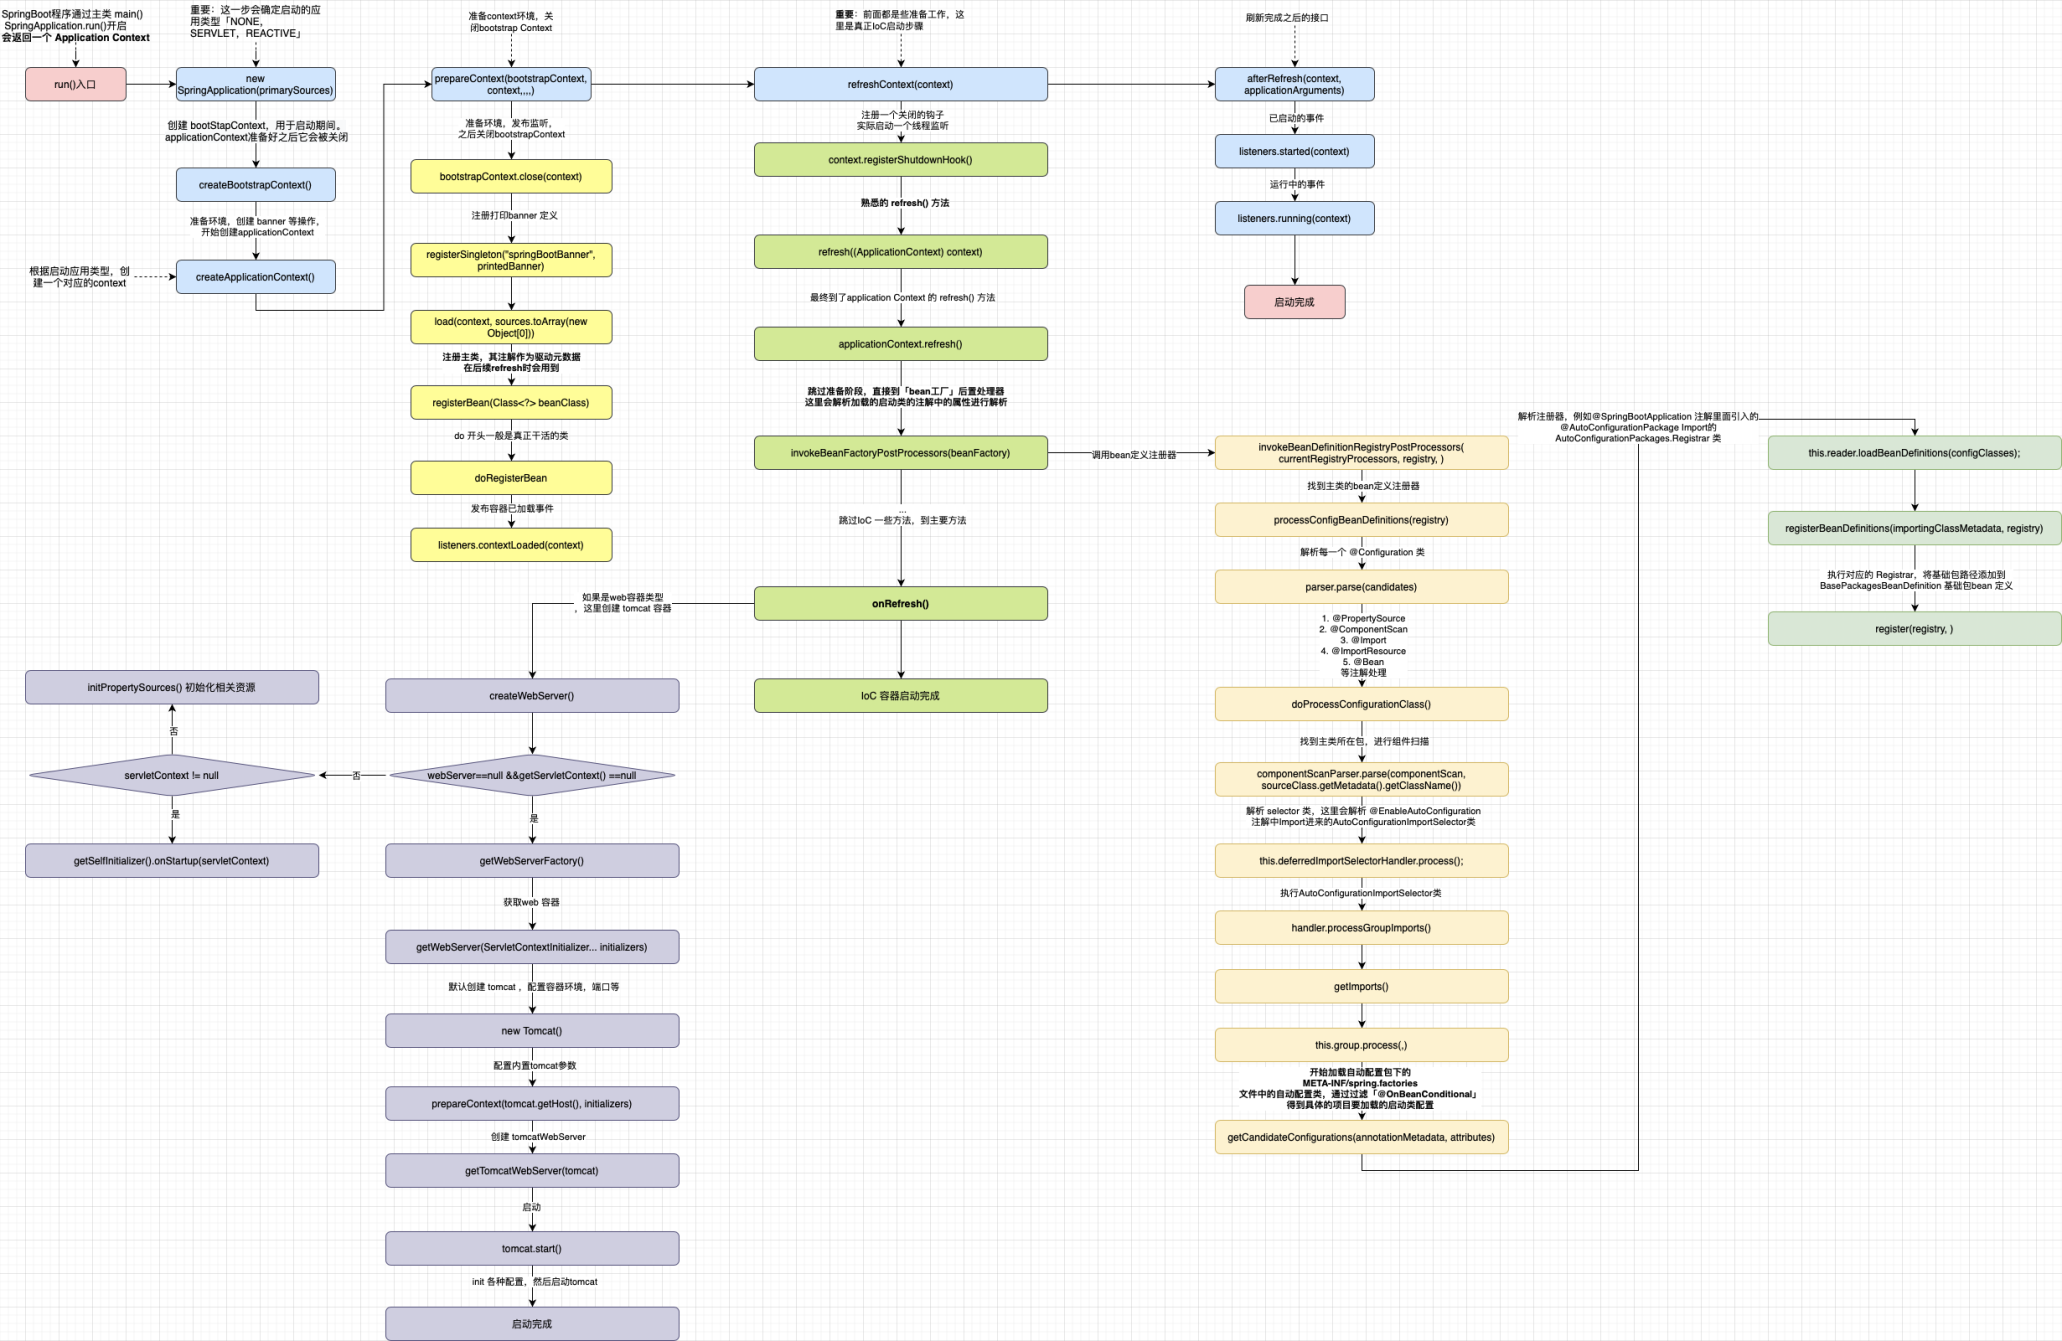 SpringBoot程序通过主类 main()
SpringApplication.run()开启
会返回一个 Application Context
run()入口
重要：这一步会确定启动的应
用类型「NONE,
SERVLET，REACTIVE」
new
SpringApplication(primarySources)
创建 bootStapContext，用于启动期间。
applicationContext准备好之后它会被关闭
createBootstrapContext()
准备环境，创建 banner 等操作，
开始创建applicationContext
根据启动应用类型，创
建一个对应的context
createApplicationContext()
准备context环境，关
闭bootstrap Context
prepareContext(bootstrapContext,
context,,,,)
准备环境，发布监听，
之后关闭bootstrapContext
bootstrapContext.close(context)
注册打印banner 定义
registerSingleton("springBootBanner",
printedBanner)
load(context, sources.toArray(new
Object[0]))
注册主类，其注解作为驱动元数据
在后续refresh时会用到
registerBean(Class<?> beanClass)
do 开头一般是真正干活的类
doRegisterBean
发布容器已加载事件
listeners.contextLoaded(context)
重要：前面都是些准备工作，这
里是真正IoC启动步骤
refreshContext(context)
注册一个关闭的钩子
实际启动一个线程监听
context.registerShutdownHook()
熟悉的 refresh() 方法
refresh((ApplicationContext) context)
最终到了application Context 的 refresh() 方法
applicationContext.refresh()
跳过准备阶段，直接到「bean工厂」后置处理器
这里会解析加载的启动类的注解中的属性进行解析
invokeBeanFactoryPostProcessors(beanFactory)
调用bean定义注册器
...
跳过IoC 一些方法，到主要方法
onRefresh()
IoC 容器启动完成
刷新完成之后的接口
afterRefresh(context,
applicationArguments)
已启动的事件
listeners.started(context)
运行中的事件
listeners.running(context)
启动完成
invokeBeanDefinitionRegistryPostProcessors(
currentRegistryProcessors, registry, )
找到主类的bean定义注册器
processConfigBeanDefinitions(registry)
解析每一个 @Configuration 类
parser.parse(candidates)
1. @PropertySource
2. @ComponentScan
3. @Import
4. @ImportResource
5. @Bean
等注解处理
doProcessConfigurationClass()
找到主类所在包，进行组件扫描
componentScanParser.parse(componentScan,
sourceClass.getMetadata().getClassName())
解析 selector 类，这里会解析 @EnableAutoConfiguration
注解中Import进来的AutoConfigurationImportSelector类
this.deferredImportSelectorHandler.process();
执行AutoConfigurationImportSelector类
handler.processGroupImports()
getImports()
this.group.process(,)
开始加载自动配置包下的
META-INF/spring.factories
文件中的自动配置类，通过过滤「@OnBeanConditional」
得到具体的项目要加载的启动类配置
getCandidateConfigurations(annotationMetadata, attributes)
解析注册器，例如@SpringBootApplication 注解里面引入的
@AutoConfigurationPackage Import的
AutoConfigurationPackages.Registrar 类
this.reader.loadBeanDefinitions(configClasses);
registerBeanDefinitions(importingClassMetadata, registry)
执行对应的 Registrar，将基础包路径添加到
BasePackagesBeanDefinition 基础包bean 定义
register(registry, )
如果是web容器类型
，这里创建 tomcat 容器
createWebServer()
webServer==null &&getServletContext() ==null
否
servletContext != null
否
initPropertySources() 初始化相关资源
是
getSelfInitializer().onStartup(servletContext)
是
getWebServerFactory()
获取web 容器
getWebServer(ServletContextInitializer... initializers)
默认创建 tomcat ，配置容器环境，端口等
new Tomcat()
配置内置tomcat参数
prepareContext(tomcat.getHost(), initializers)
创建 tomcatWebServer
getTomcatWebServer(tomcat)
启动
tomcat.start()
init 各种配置，然后启动tomcat
启动完成